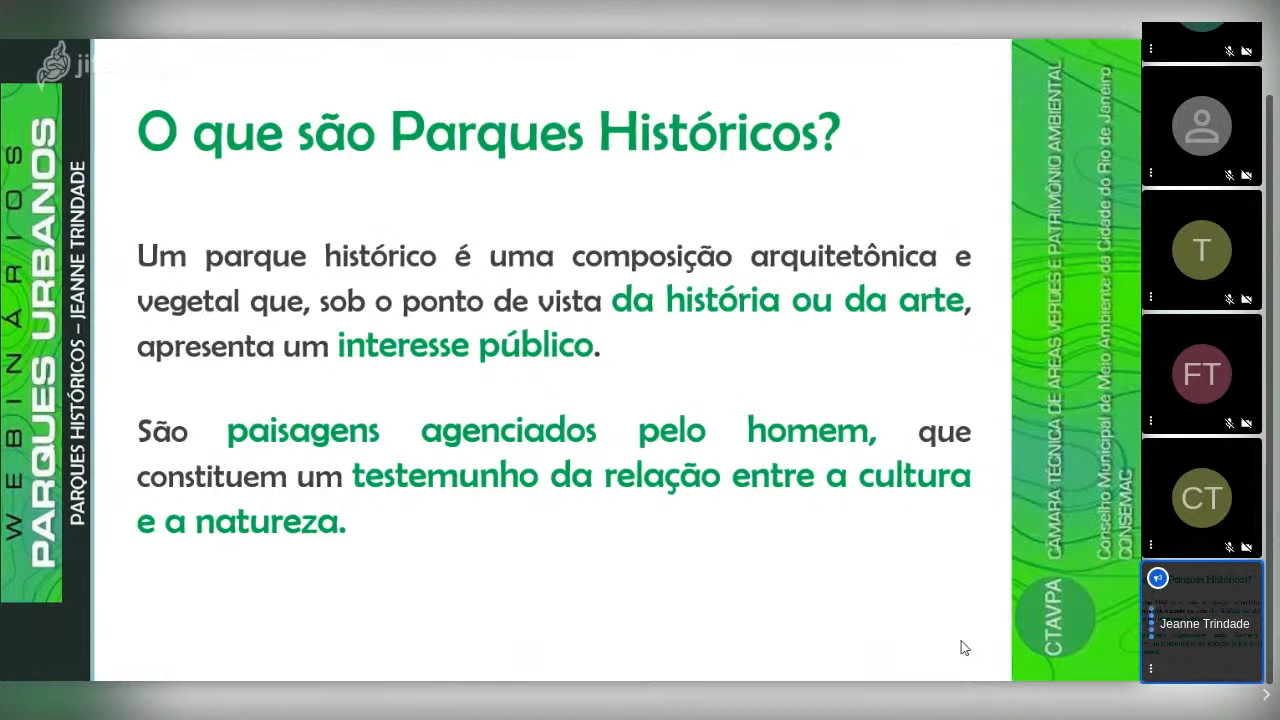 WEBINÁRIOS
PARQUES URBANOS
PARQUES HISTÓRICOS – JEANNE TRINDADE
O que são Parques Históricos?
Um parque histórico é uma composição arquitetônica e
vegetal que, sob o ponto de vista da história ou da arte,
apresenta um interesse público.
São paisagens agenciados pelo homem, que
constituem um testemunho da relação entre a cultura
e a natureza.
CTAVPA
CÂMARA TÉCNICA DE ÁREAS VERDES E PATRIMÔNIO AMBIENTAL
Conselho Municipal de Meio Ambiente da Cidade do Rio de Janeiro
CONSEMAC
T
FT
CT
Parques Históricos?
Jeanne Trindade